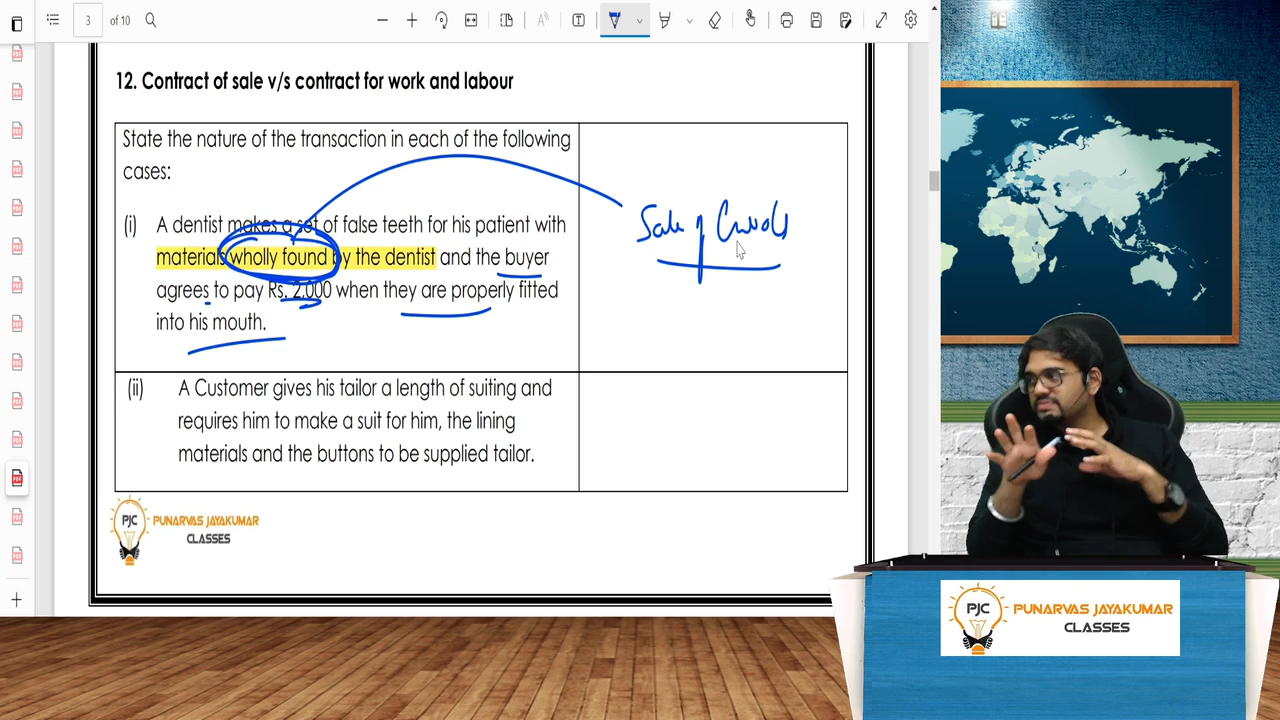 3 of 10
12. Contract of sale v/s contract for work and labour
State the nature of the transaction in each of the following
cases:
(i) A dentist makes a set of false teeth for his patient with
materials wholly found by the dentist and the buyer
agrees to pay Rs. 2,000 when they are properly fitted
into his mouth.
Sale of Goods
(ii) A Customer gives his tailor a length of suiting and
requires him to make a suit for him, the lining
materials and the buttons to be supplied tailor.
PJC PUNARVAS JAYAKUMAR
CLASSES
PJC PUNARVAS JAYAKUMAR
CLASSES